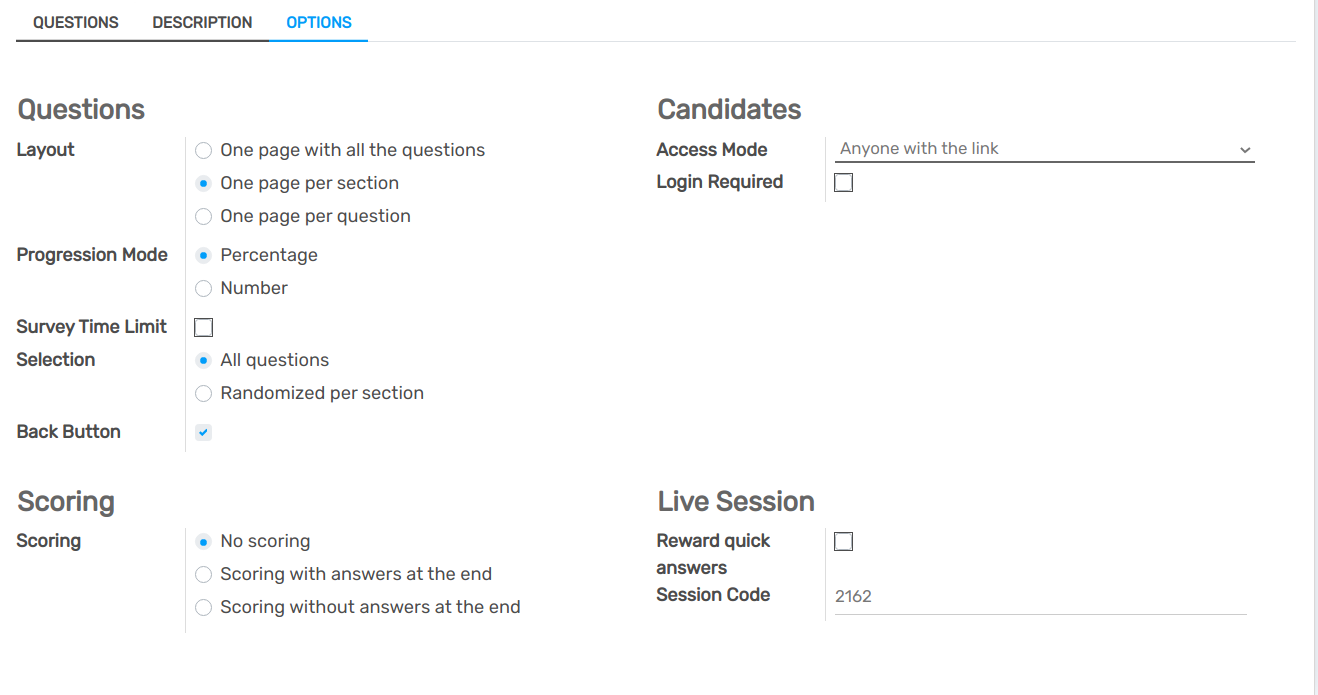 QUESTIONS DESCRIPTION OPTIONS
Questions
Layout
One page with all the questions
One page per section
One page per question
Progression Mode
Percentage
Number
Survey Time Limit
Selection
All questions
Randomized per section
Back Button
Candidates
Access Mode
Anyone with the link
Login Required
Scoring
Scoring
No scoring
Scoring with answers at the end
Scoring without answers at the end
Live Session
Reward quick
answers
Session Code
2162